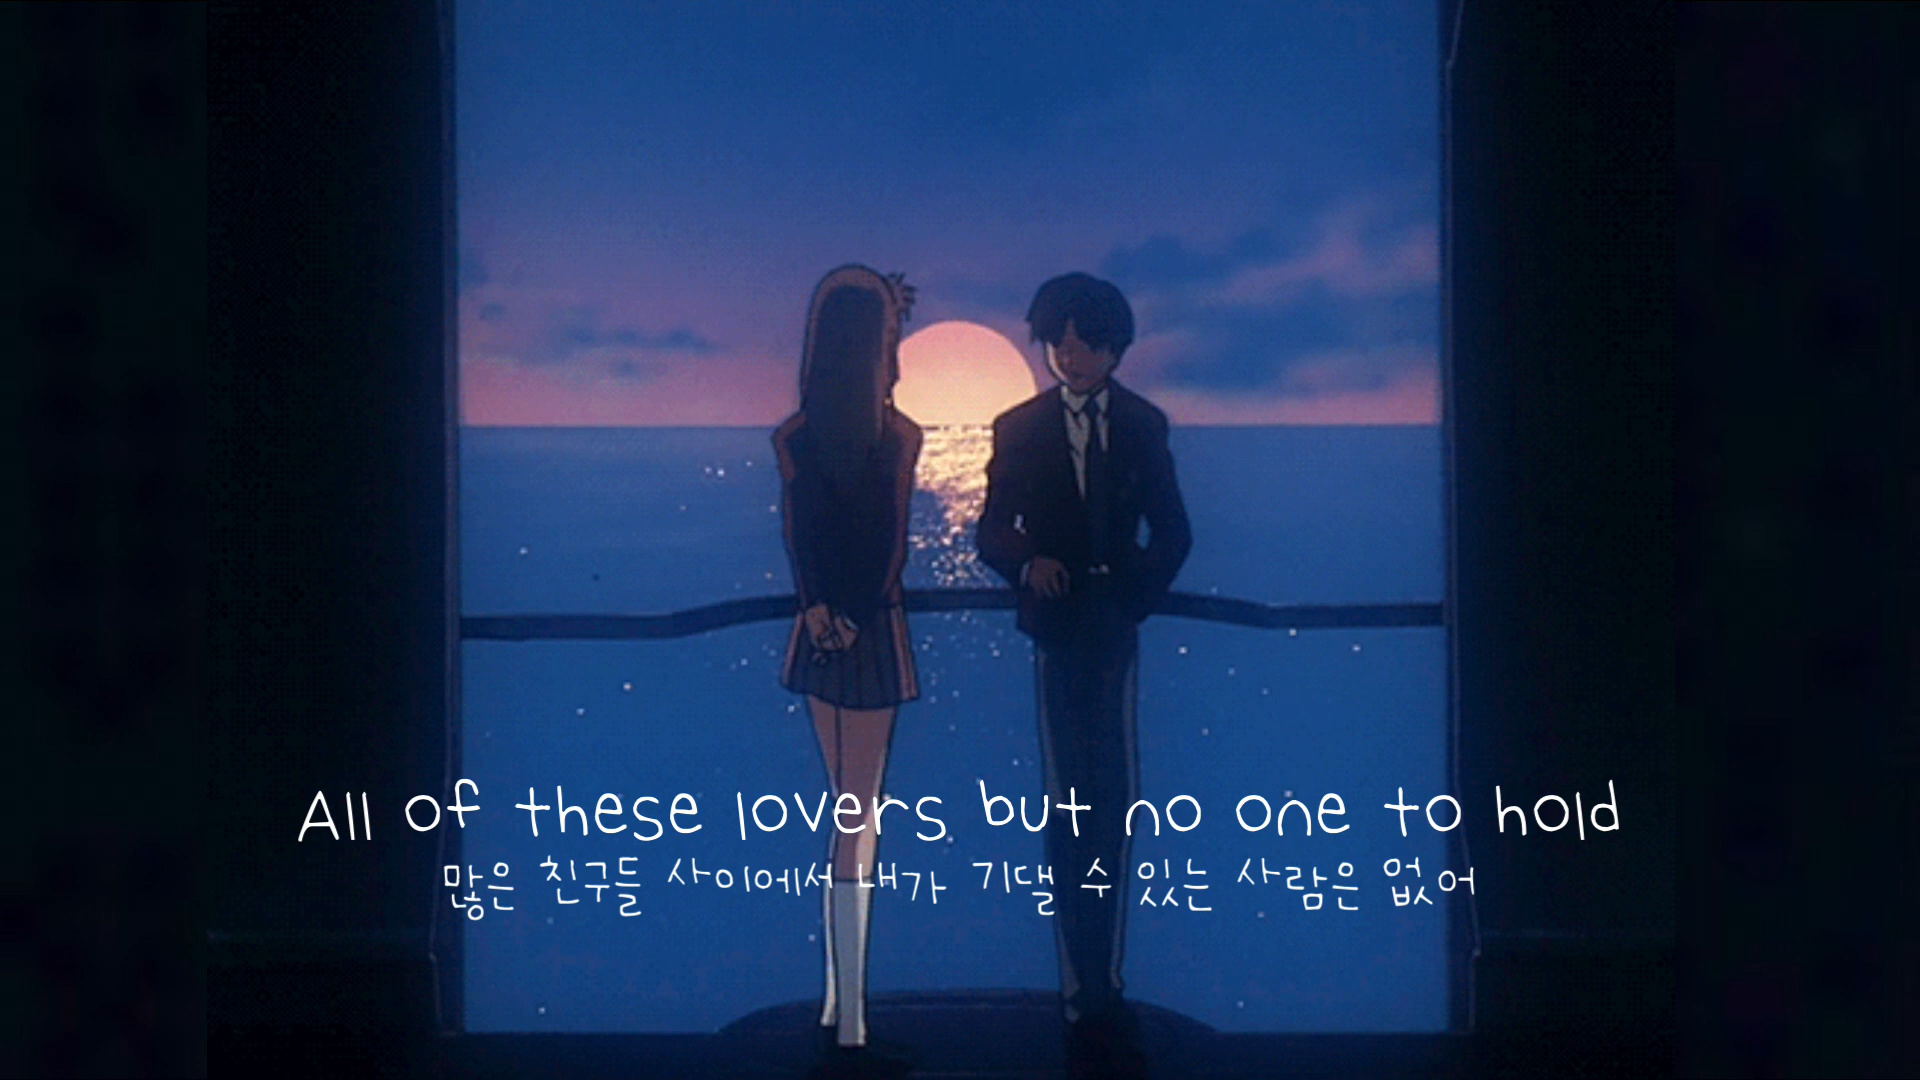 All of these lovers but no one to hold
많은 친구들 사이에서 내가 기댈 수 있는 사람은 없어